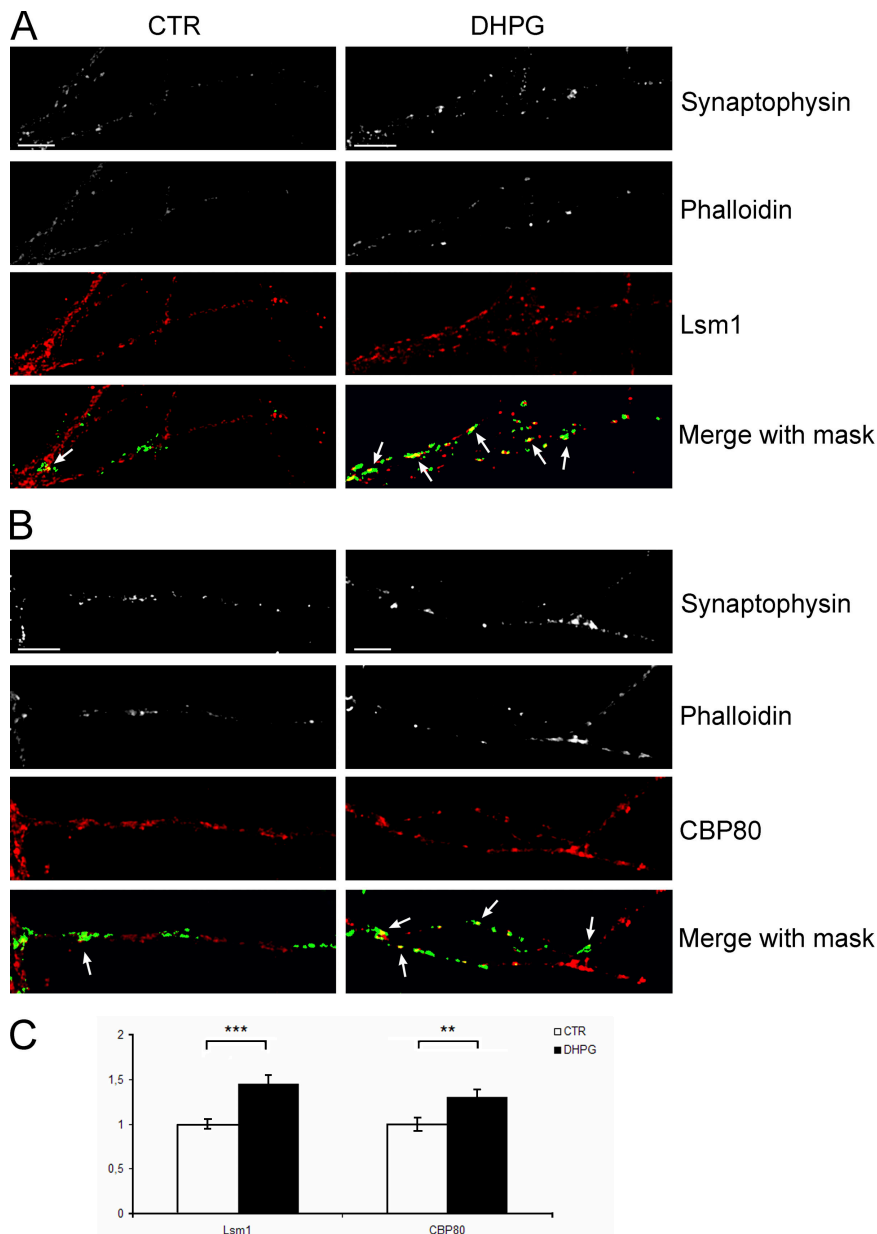 A
CTR DHPG
Synaptophysin
Phalloidin
Lsm1
Merge with mask
B
Synaptophysin
Phalloidin
CBP80
Merge with mask
C
*** **
CTR
DHPG
2
1,5
1
0,5
0
Lsm1 CBP80